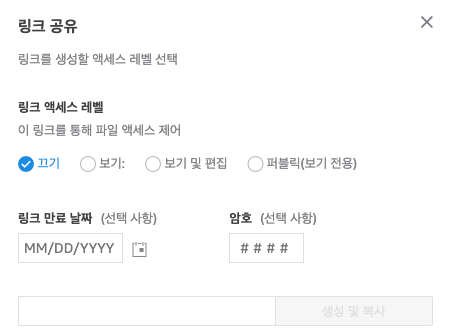 링크 공유
링크를 생성할 액세스 레벨 선택
링크 액세스 레벨
이 링크를 통해 파일 액세스 제어
끄기 보기: 보기 및 편집 퍼블릭(보기 전용)
링크 만료 날짜 (선택 사항) 암호 (선택 사항)
MM/DD/YYYY # # # #
생성 및 복사